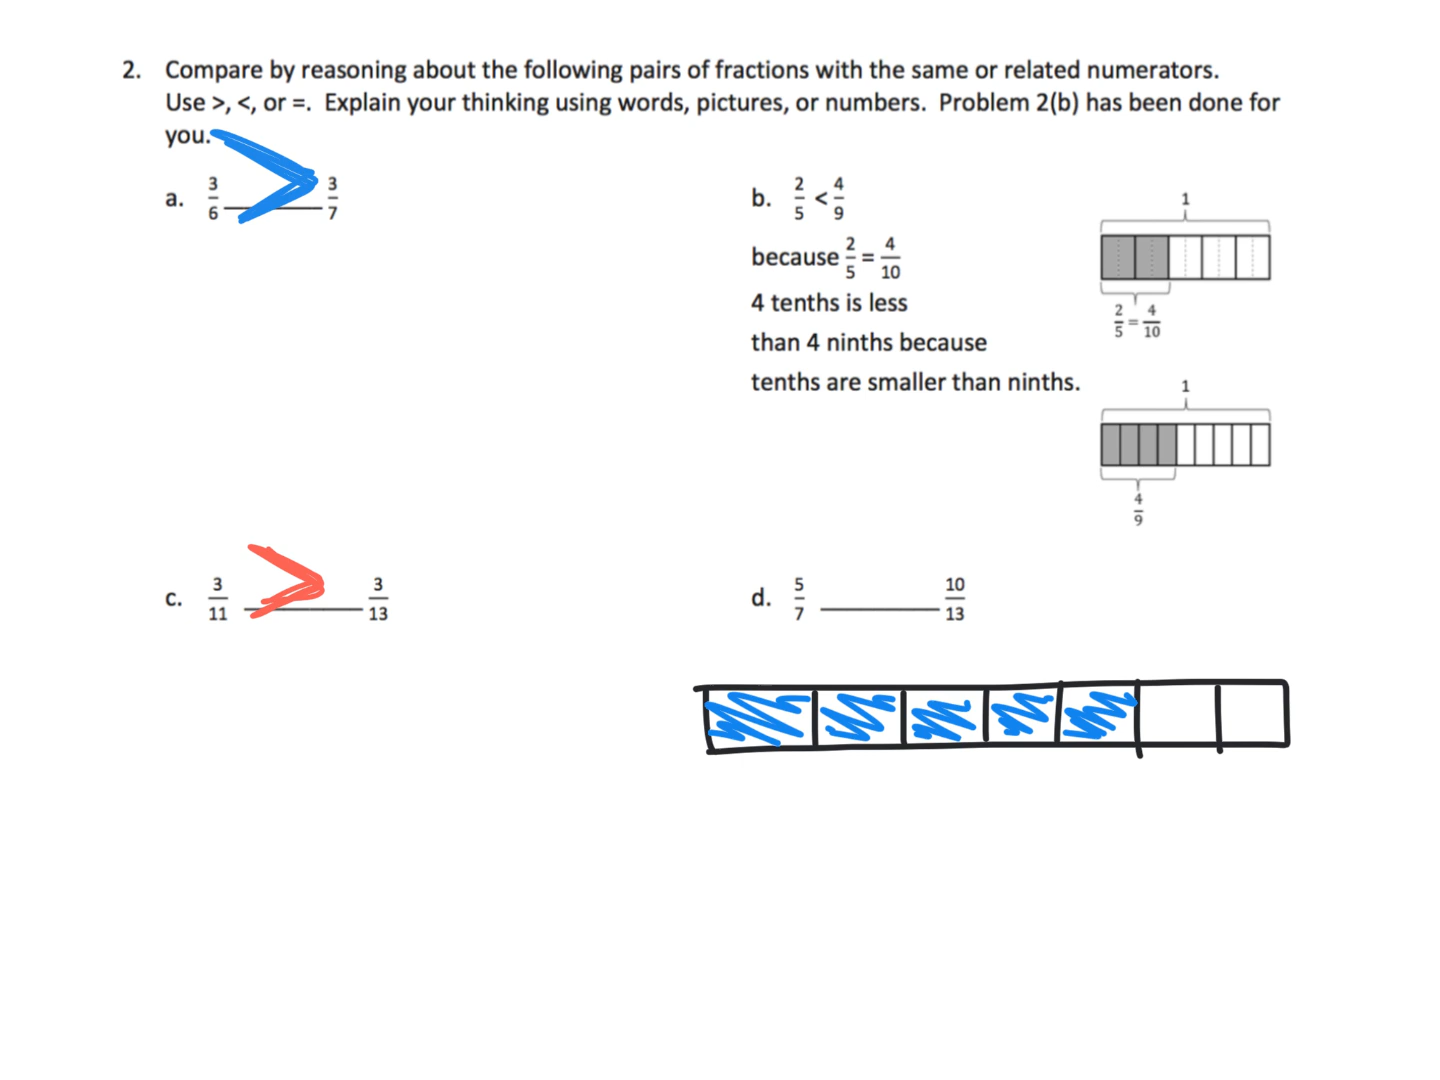 2. Compare by reasoning about the following pairs of fractions with the same or related numerators.
Use >, <, or =. Explain your thinking using words, pictures, or numbers. Problem 2(b) has been done for
you.
a. 3/6 > 3/7
b. 2/5 < 4/9
because 2/5 = 4/10
4 tenths is less
than 4 ninths because
tenths are smaller than ninths.
1
2/5 = 4/10
1
4/9
c. 3/11 > 3/13
d. 5/7 ______ 10/13